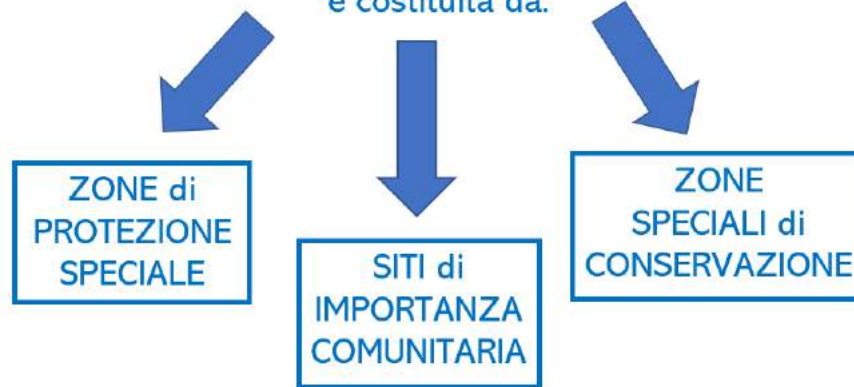 è costituita da:
ZONE di
PROTEZIONE
SPECIALE
SITI di
IMPORTANZA
COMUNITARIA
ZONE
SPECIALI di
CONSERVAZIONE